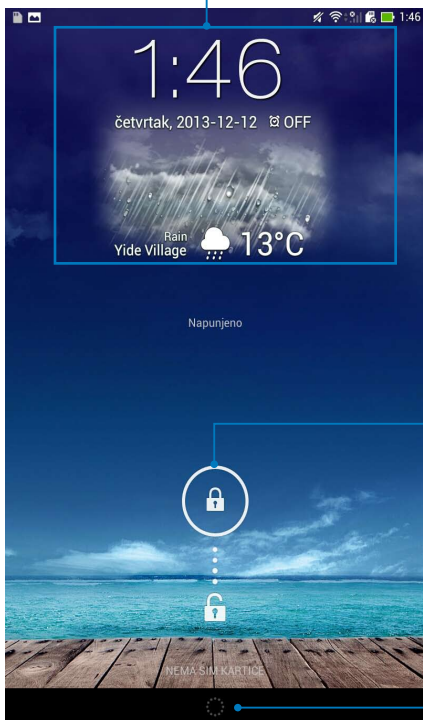 1:46
1:46
četvrtak, 2013-12-12 OFF
Rain
Yide Village
13°C
Napunjeno
NEMA SIM KARTICE